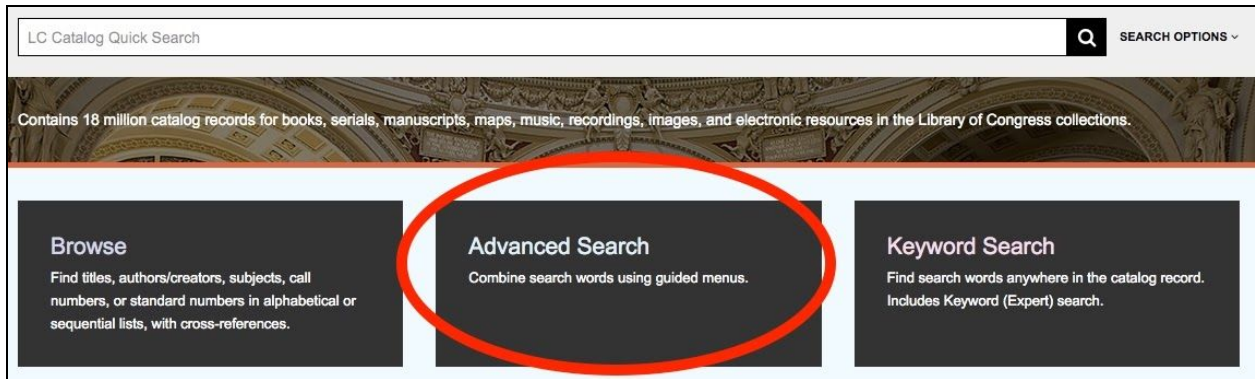 LC Catalog Quick Search
SEARCH OPTIONS
Contains 18 million catalog records for books, serials, manuscripts, maps, music, recordings, images, and electronic resources in the Library of Congress collections.
Browse
Find titles, authors/creators, subjects, call
numbers, or standard numbers in alphabetical or
sequential lists, with cross-references.
Advanced Search
Combine search words using guided menus.
Keyword Search
Find search words anywhere in the catalog record.
Includes Keyword (Expert) search.